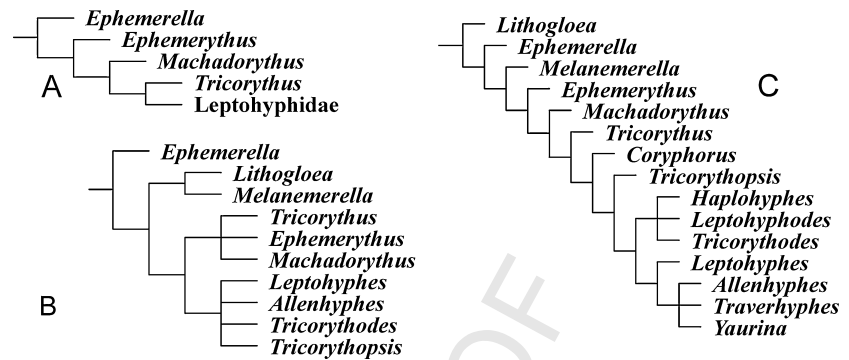 Ephemerella
Ephemerythus
Machadorythus
Tricorythus
Leptohyphidae
A
Ephemerella
Lithogloea
Melanemerella
Tricorythus
Ephemerythus
Machadorythus
Leptohyphes
Allenhyphes
Tricorythodes
Tricorythopsis
B
Lithogloea
Ephemerella
Melanemerella
Ephemerythus
Machadorythus
Tricorythus
Coryphorus
Tricorythopsis
Haplohyphes
Leptohyphodes
Tricorythodes
Leptohyphes
Allenhyphes
Traverhyphes
Yaurina
C
OF